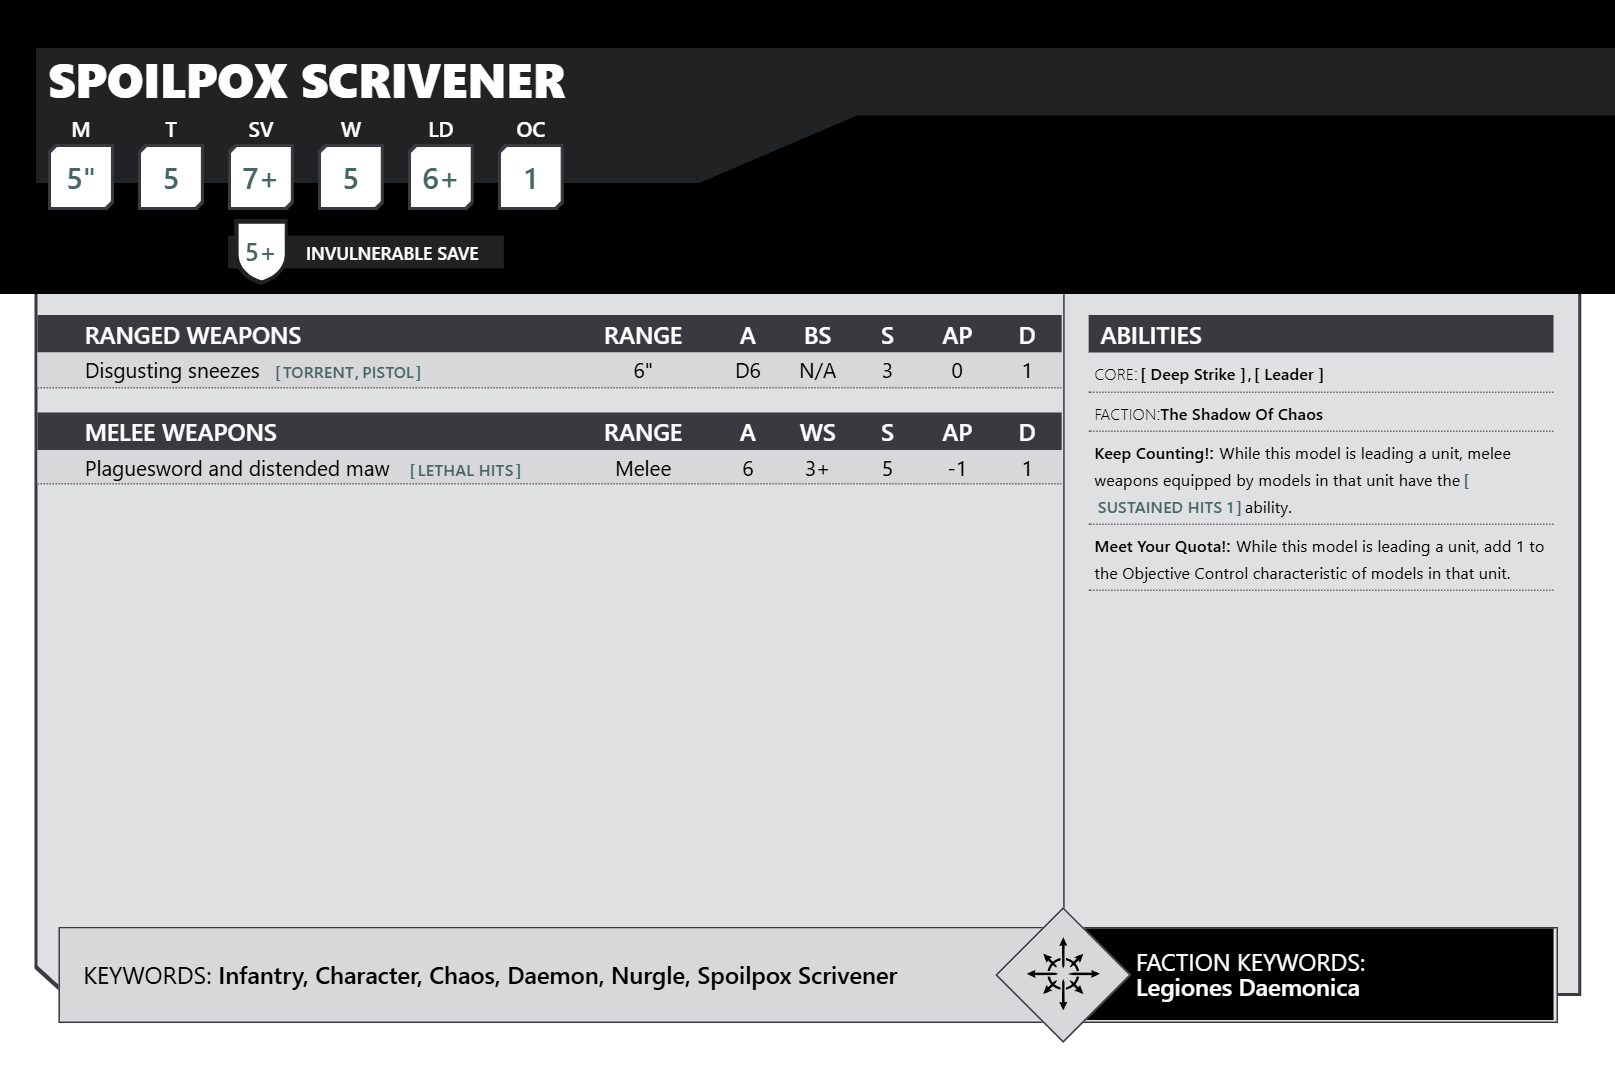 SPOILPOX SCRIVENER
M T SV W LD OC
5" 5 7+ 5 6+ 1
5+ INVULNERABLE SAVE
RANGED WEAPONS RANGE A BS S AP D
Disgusting sneezes [TORRENT, PISTOL] 6" D6 N/A 3 0 1
MELEE WEAPONS RANGE A WS S AP D
Plaguesword and distended maw [LETHAL HITS] Melee 6 3+ 5 -1 1
ABILITIES
CORE: [ Deep Strike ], [ Leader ]
FACTION:The Shadow Of Chaos
Keep Counting!: While this model is leading a unit, melee
weapons equipped by models in that unit have the [
SUSTAINED HITS 1] ability.
Meet Your Quota!: While this model is leading a unit, add 1 to
the Objective Control characteristic of models in that unit.
KEYWORDS: Infantry, Character, Chaos, Daemon, Nurgle, Spoilpox Scrivener
FACTION KEYWORDS:
Legiones Daemonica